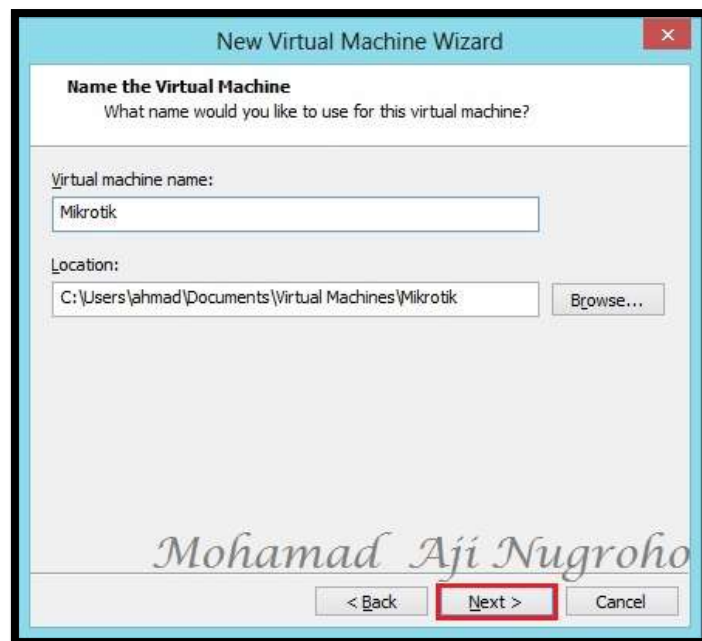 New Virtual Machine Wizard
Name the Virtual Machine
What name would you like to use for this virtual machine?
Virtual machine name:
Mikrotik
Location:
C:\Users\ahmad\Documents\Virtual Machines\Mikrotik
Browse...
Mohamad Aji Nugroho
< Back
Next >
Cancel